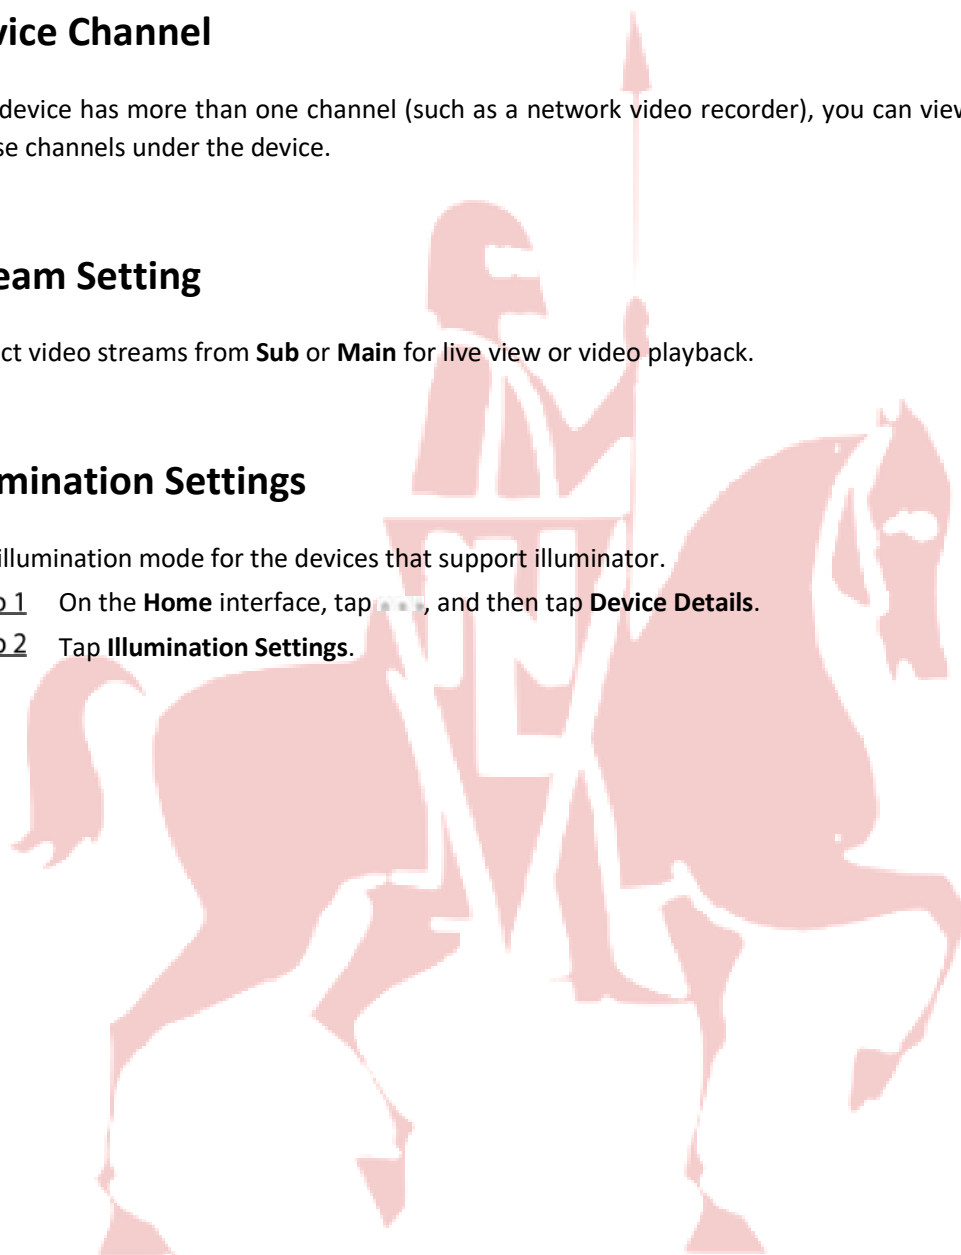 vice Channel
device has more than one channel (such as a network video recorder), you can view
se channels under the device.
eam Setting
ct video streams from Sub or Main for live view or video playback.
mination Settings
illumination mode for the devices that support illuminator.
p 1 On the Home interface, tap , and then tap Device Details.
p 2 Tap Illumination Settings.